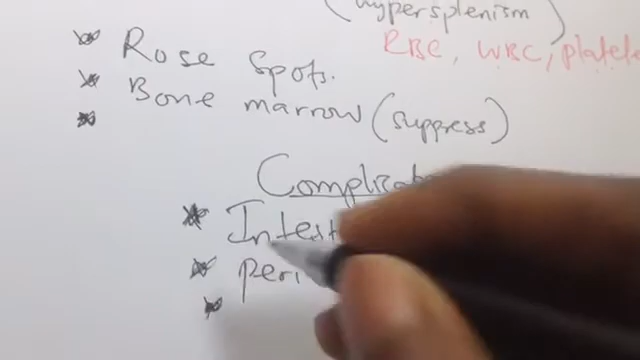 (hypersplenism)
RBC, WBC, platele
Rose Spots.
Bone marrow (suppress)
Complicat
Intest
peri